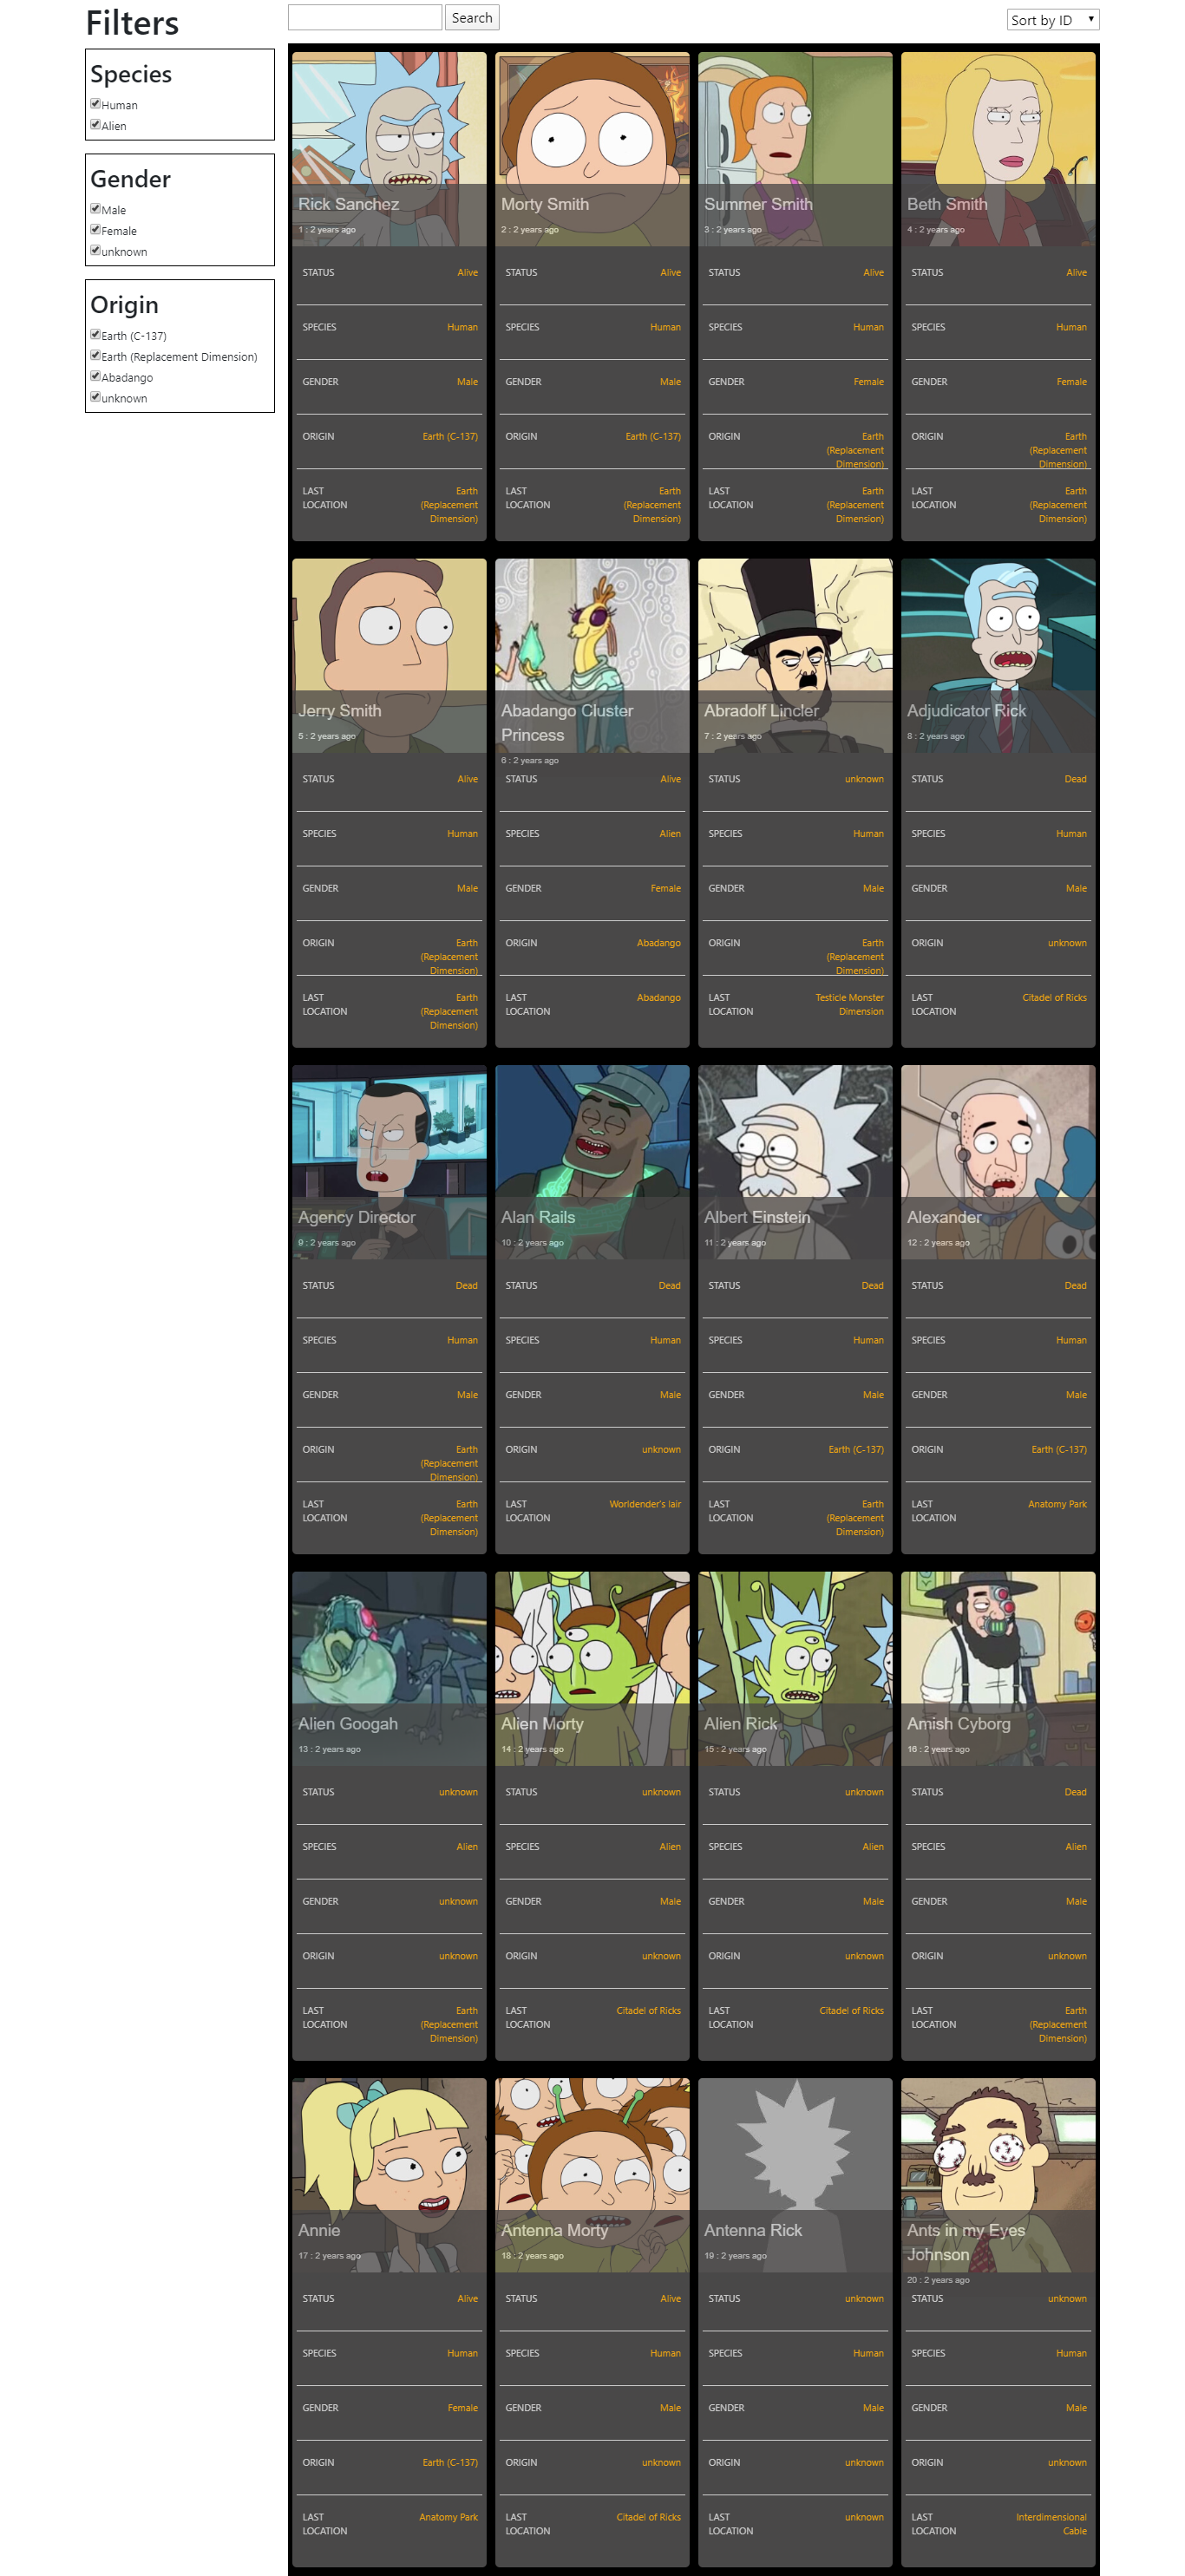 Filters
Species
Human
Alien
Gender
Male
Female
unknown
Origin
Earth (C-137)
Earth (Replacement Dimension)
Abadango
unknown
Search
Sort by ID
Rick Sanchez
1 : 2 years ago
STATUS Alive
SPECIES Human
GENDER Male
ORIGIN Earth (C-137)
LAST LOCATION
Earth
(Replacement
Dimension)
Morty Smith
2 : 2 years ago
STATUS Alive
SPECIES Human
GENDER Male
ORIGIN Earth (C-137)
LAST LOCATION
Earth
(Replacement
Dimension)
Summer Smith
3 : 2 years ago
STATUS Alive
SPECIES Human
GENDER Female
ORIGIN Earth
(Replacement
Dimension)
LAST LOCATION
Earth
(Replacement
Dimension)
Beth Smith
4 : 2 years ago
STATUS Alive
SPECIES Human
GENDER Female
ORIGIN Earth
(Replacement
Dimension)
LAST LOCATION
Earth
(Replacement
Dimension)
Jerry Smith
5 : 2 years ago
STATUS Alive
SPECIES Human
GENDER Male
ORIGIN Earth
(Replacement
Dimension)
LAST LOCATION
Earth
(Replacement
Dimension)
Abadango Cluster
Princess
6 : 2 years ago
STATUS Alive
SPECIES Alien
GENDER Female
ORIGIN Abadango
LAST LOCATION
Abadango
Abradolf Lincler
7 : 2 years ago
STATUS unknown
SPECIES Human
GENDER Male
ORIGIN Earth
(Replacement
Dimension)
LAST LOCATION
Testicle Monster
Dimension
Adjudicator Rick
8 : 2 years ago
STATUS Dead
SPECIES Human
GENDER Male
ORIGIN unknown
LAST LOCATION
Citadel of Ricks
Agency Director
9 : 2 years ago
STATUS Dead
SPECIES Human
GENDER Male
ORIGIN Earth
(Replacement
Dimension)
LAST LOCATION
Earth
(Replacement
Dimension)
Alan Rails
10 : 2 years ago
STATUS Dead
SPECIES Human
GENDER Male
ORIGIN unknown
LAST LOCATION
Worldender's lair
Albert Einstein
11 : 2 years ago
STATUS Dead
SPECIES Human
GENDER Male
ORIGIN Earth (C-137)
LAST LOCATION
Earth
(Replacement
Dimension)
Alexander
12 : 2 years ago
STATUS Dead
SPECIES Human
GENDER Male
ORIGIN Earth (C-137)
LAST LOCATION
Anatomy Park
Alien Googah
13 : 2 years ago
STATUS unknown
SPECIES Alien
GENDER unknown
ORIGIN unknown
LAST LOCATION
Earth
(Replacement
Dimension)
Alien Morty
14 : 2 years ago
STATUS unknown
SPECIES Alien
GENDER Male
ORIGIN unknown
LAST LOCATION
Citadel of Ricks
Alien Rick
15 : 2 years ago
STATUS unknown
SPECIES Alien
GENDER Male
ORIGIN unknown
LAST LOCATION
Citadel of Ricks
Amish Cyborg
16 : 2 years ago
STATUS Dead
SPECIES Alien
GENDER Male
ORIGIN unknown
LAST LOCATION
Earth
(Replacement
Dimension)
Annie
17 : 2 years ago
STATUS Alive
SPECIES Human
GENDER Female
ORIGIN Earth (C-137)
LAST LOCATION
Anatomy Park
Antenna Morty
18 : 2 years ago
STATUS Alive
SPECIES Human
GENDER Male
ORIGIN unknown
LAST LOCATION
Citadel of Ricks
Antenna Rick
19 : 2 years ago
STATUS unknown
SPECIES Human
GENDER Male
ORIGIN unknown
LAST LOCATION
unknown
Ants in my Eyes
Johnson
20 : 2 years ago
STATUS unknown
SPECIES Human
GENDER Male
ORIGIN unknown
LAST LOCATION
Interdimensional
Cable